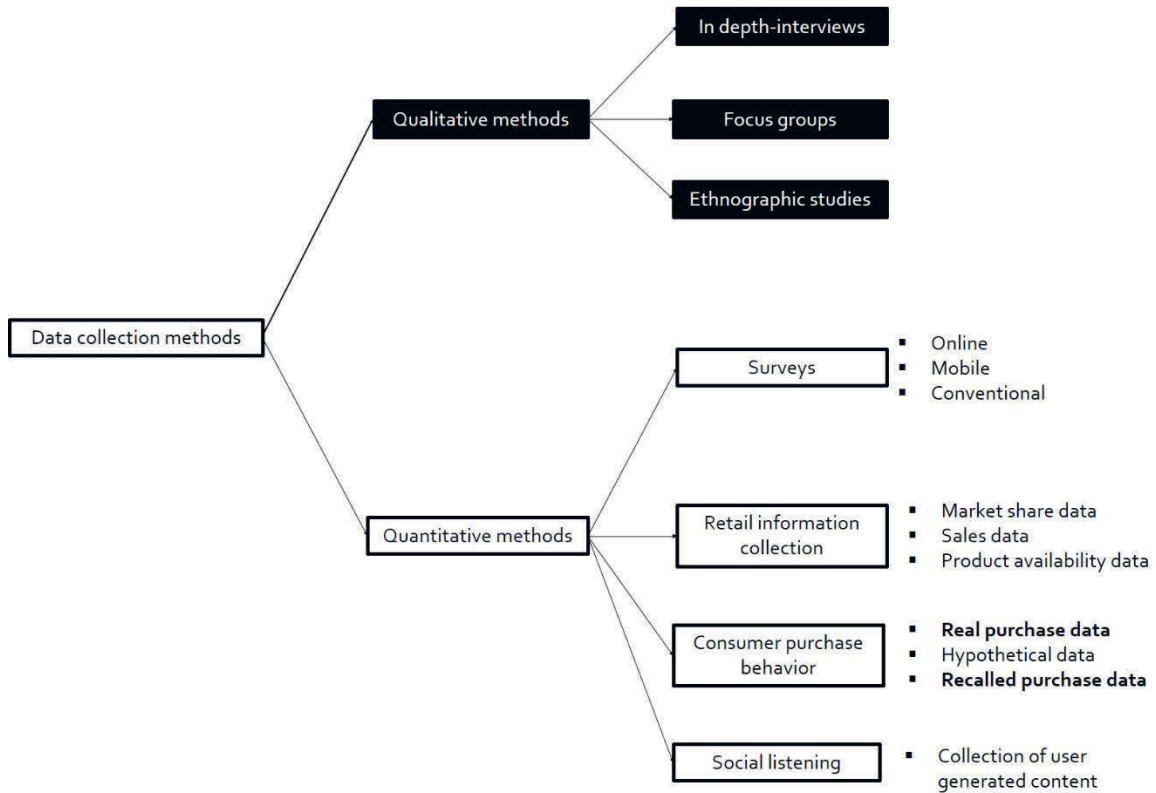 In depth-interviews
Qualitative methods
Focus groups
Ethnographic studies
Data collection methods
Surveys
▪ Online
▪ Mobile
▪ Conventional
Quantitative methods
Retail information
collection
▪ Market share data
▪ Sales data
▪ Product availability data
Consumer purchase
behavior
▪ Real purchase data
▪ Hypothetical data
▪ Recalled purchase data
Social listening
▪ Collection of user
generated content